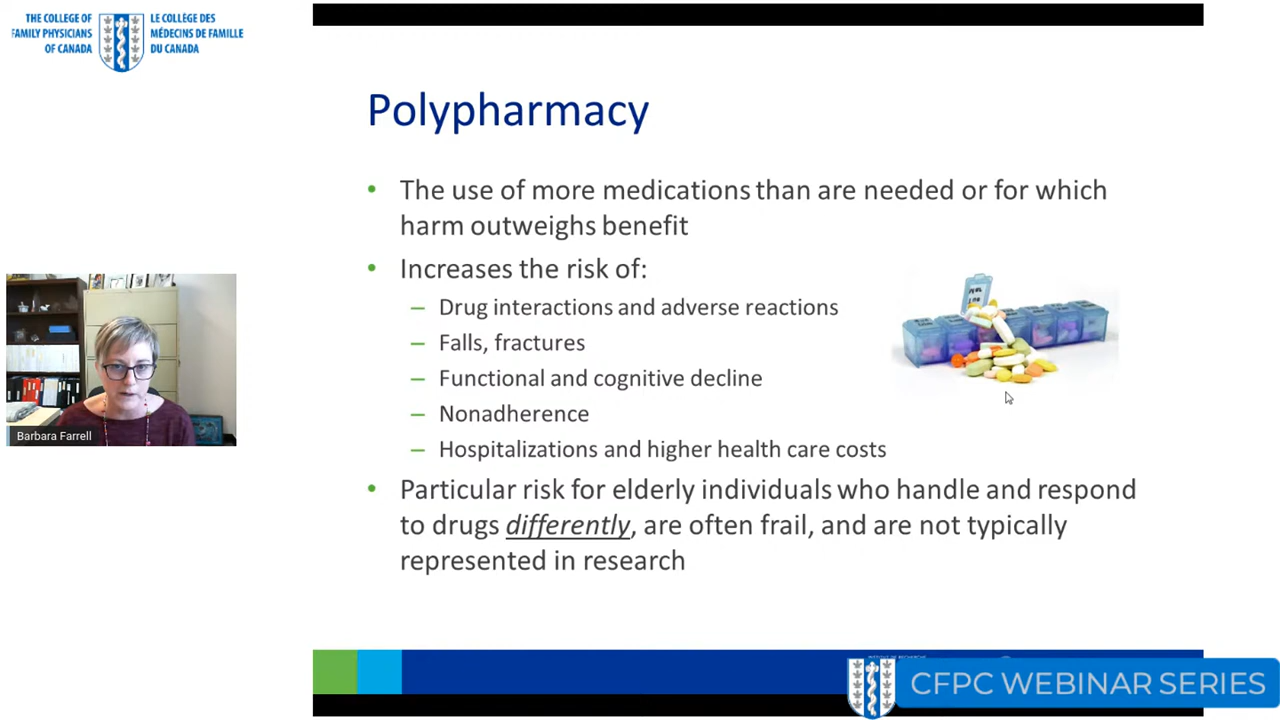 THE COLLEGE OF
FAMILY PHYSICIANS
OF CANADA
LE COLLÈGE DES
MÉDECINS DE FAMILLE
DU CANADA
Polypharmacy
• The use of more medications than are needed or for which
harm outweighs benefit
• Increases the risk of:
– Drug interactions and adverse reactions
– Falls, fractures
– Functional and cognitive decline
– Nonadherence
– Hospitalizations and higher health care costs
• Particular risk for elderly individuals who handle and respond
to drugs differently, are often frail, and are not typically
represented in research
Barbara Farrell
CFPC WEBINAR SERIES